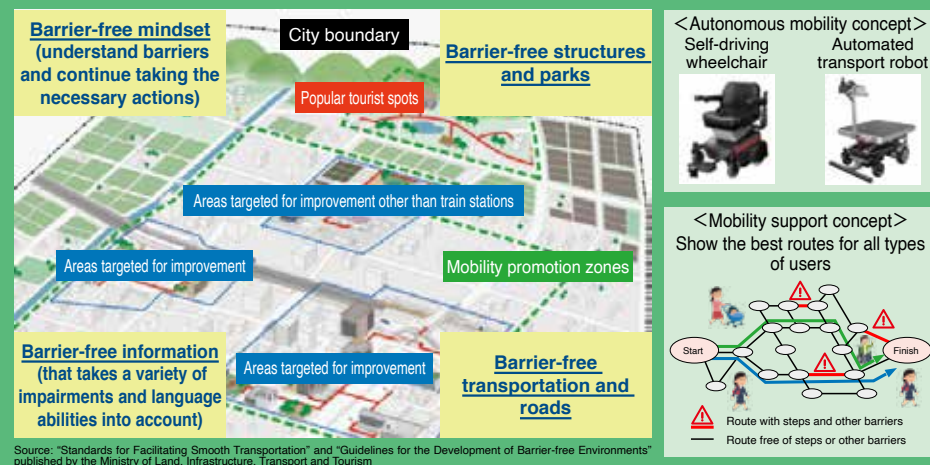 Barrier-free mindset
(understand barriers
and continue taking the
necessary actions)
City boundary
Popular tourist spots
Barrier-free structures
and parks
Areas targeted for improvement other than train stations
Areas targeted for improvement
Mobility promotion zones
Barrier-free information
(that takes a variety of
impairments and language
abilities into account)
Areas targeted for improvement
Barrier-free
transportation and
roads
Source: “Standards for Facilitating Smooth Transportation” and “Guidelines for the Development of Barrier-free Environments”
published by the Ministry of Land, Infrastructure, Transport and Tourism
<Autonomous mobility concept>
Self-driving
wheelchair
Automated
transport robot
<Mobility support concept>
Show the best routes for all types
of users
Start
Finish
Route with steps and other barriers
Route free of steps or other barriers